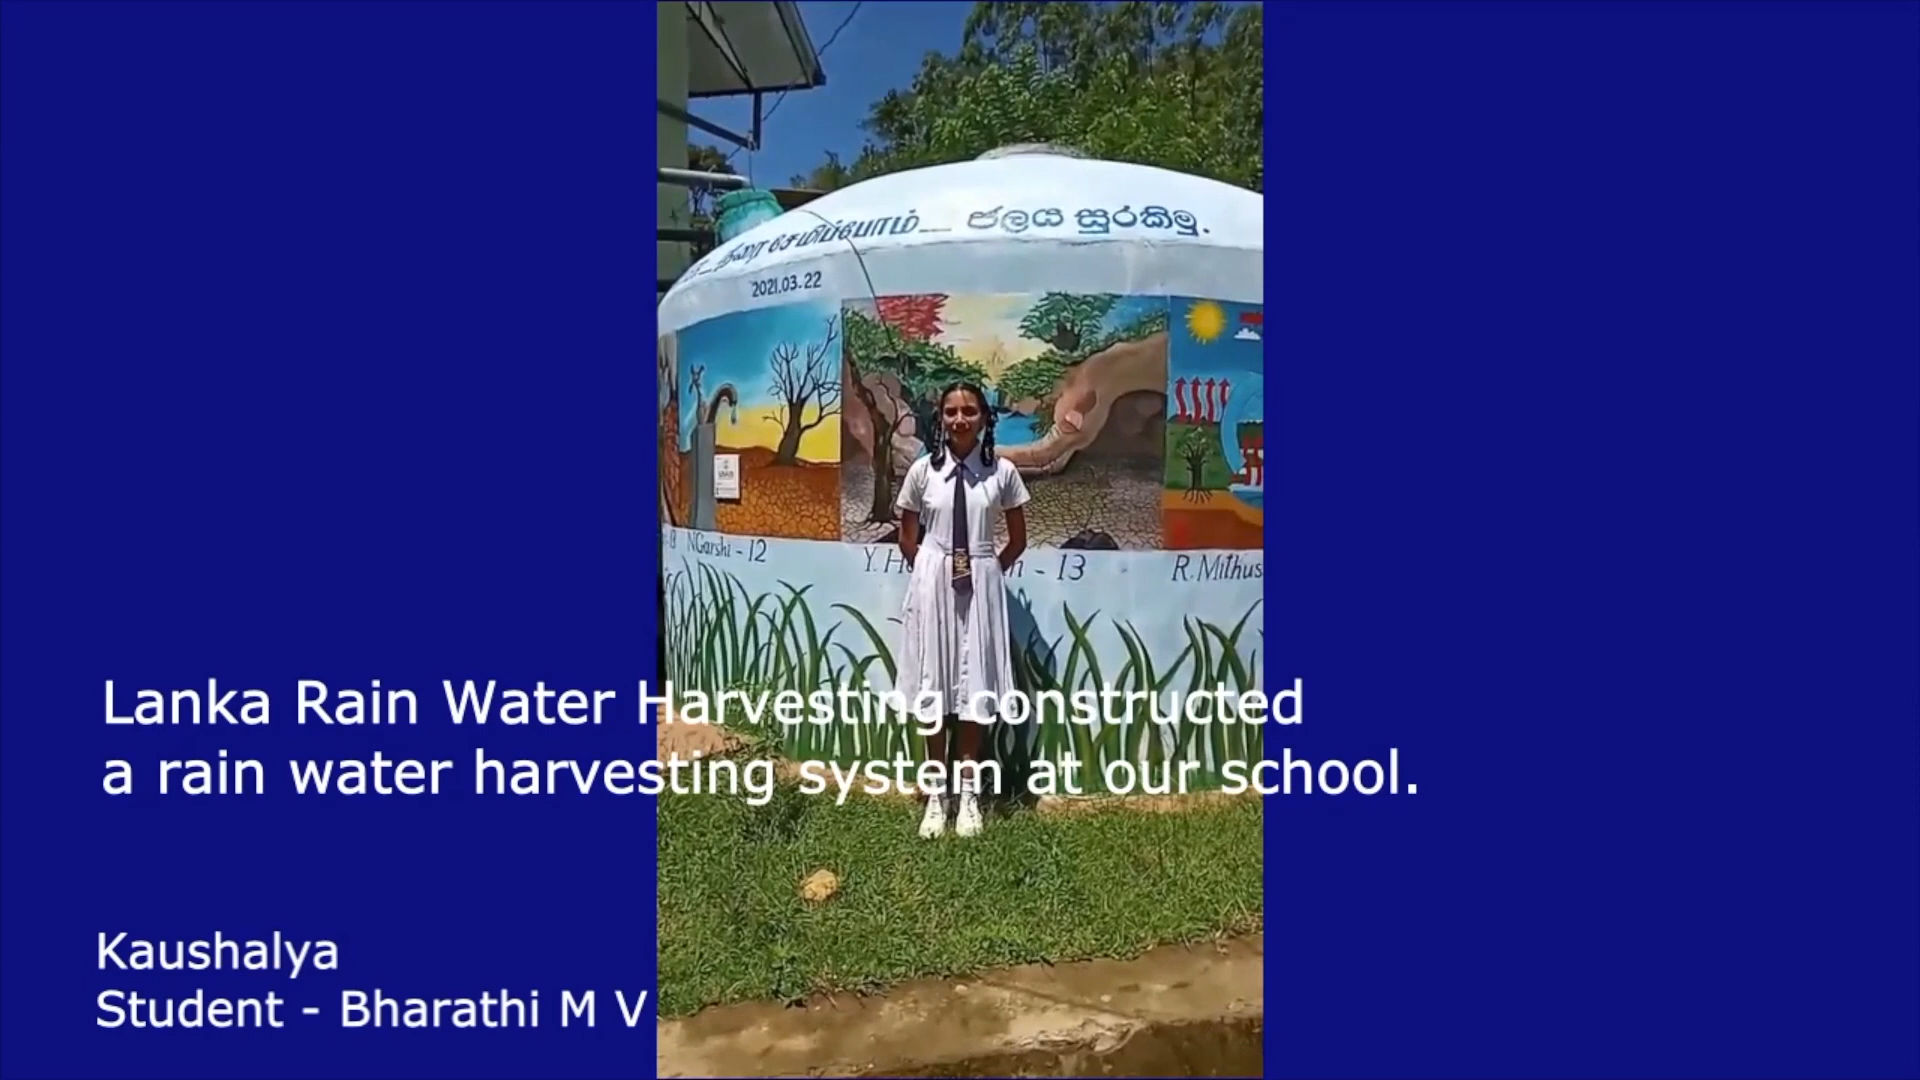 நீரை சேமிப்போம்__ ජලය සුරකිමු.
2021.03.22
NGarshi - 12
Y. H
n - 13
R. Mithus
Lanka Rain Water Harvesting constructed
a rain water harvesting system at our school.
Kaushalya
Student - Bharathi M V